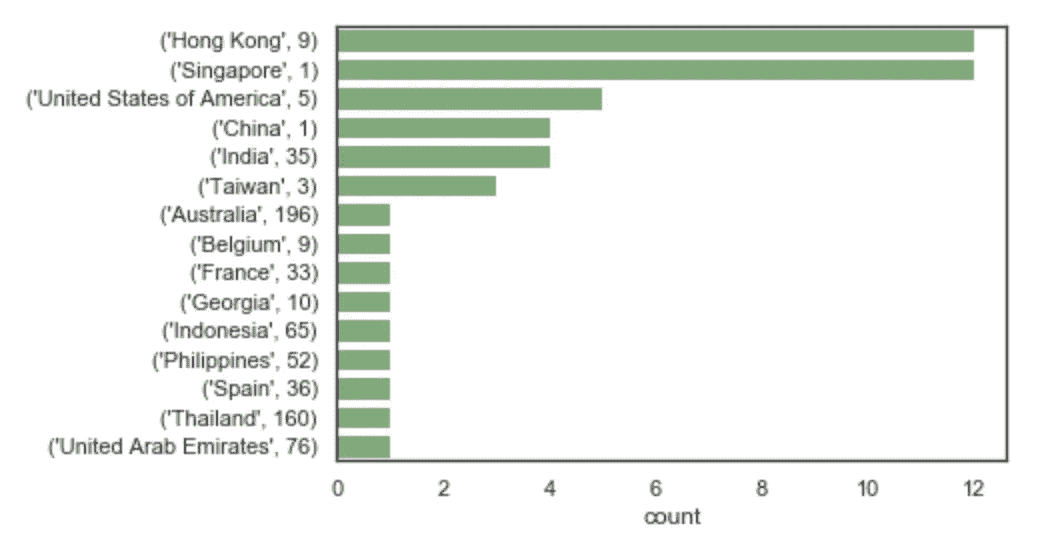 ('Hong Kong', 9)
('Singapore', 1)
('United States of America', 5)
('China', 1)
('India', 35)
('Taiwan', 3)
('Australia', 196)
('Belgium', 9)
('France', 33)
('Georgia', 10)
('Indonesia', 65)
('Philippines', 52)
('Spain', 36)
('Thailand', 160)
('United Arab Emirates', 76)
0 2 4 6 8 10 12
count